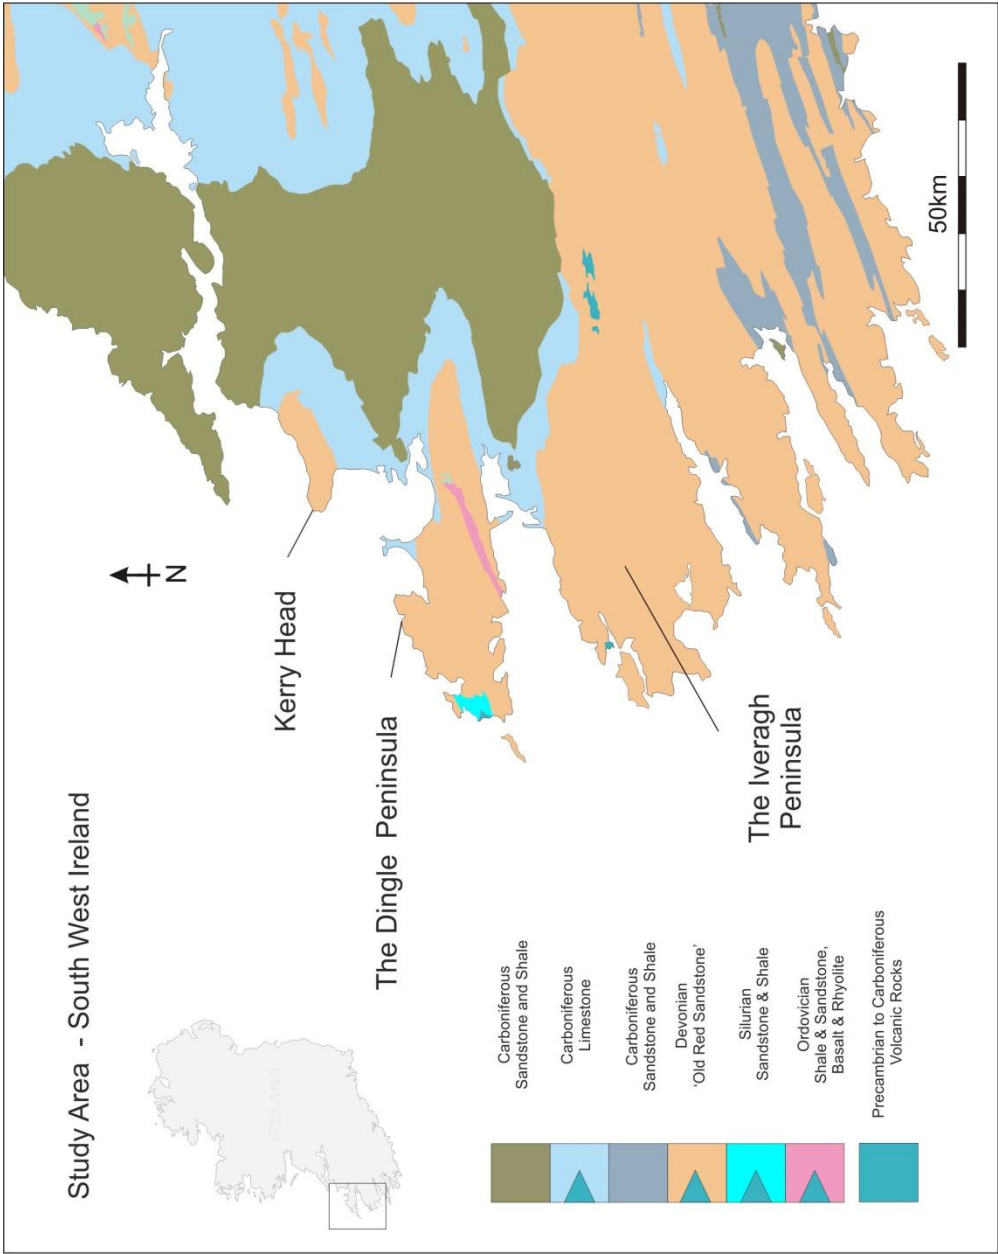 Study Area - South West Ireland
IRELAND
N
Kerry Head
The Dingle Peninsula
The Iveragh
Peninsula
50km
Carboniferous
Sandstone and Shale
Carboniferous
Limestone
Carboniferous
Sandstone and Shale
Devonian
'Old Red Sandstone'
Silurian
Sandstone & Shale
Ordovician
Shale & Sandstone,
Basalt & Rhyolite
Precambrian to Carboniferous
Volcanic Rocks